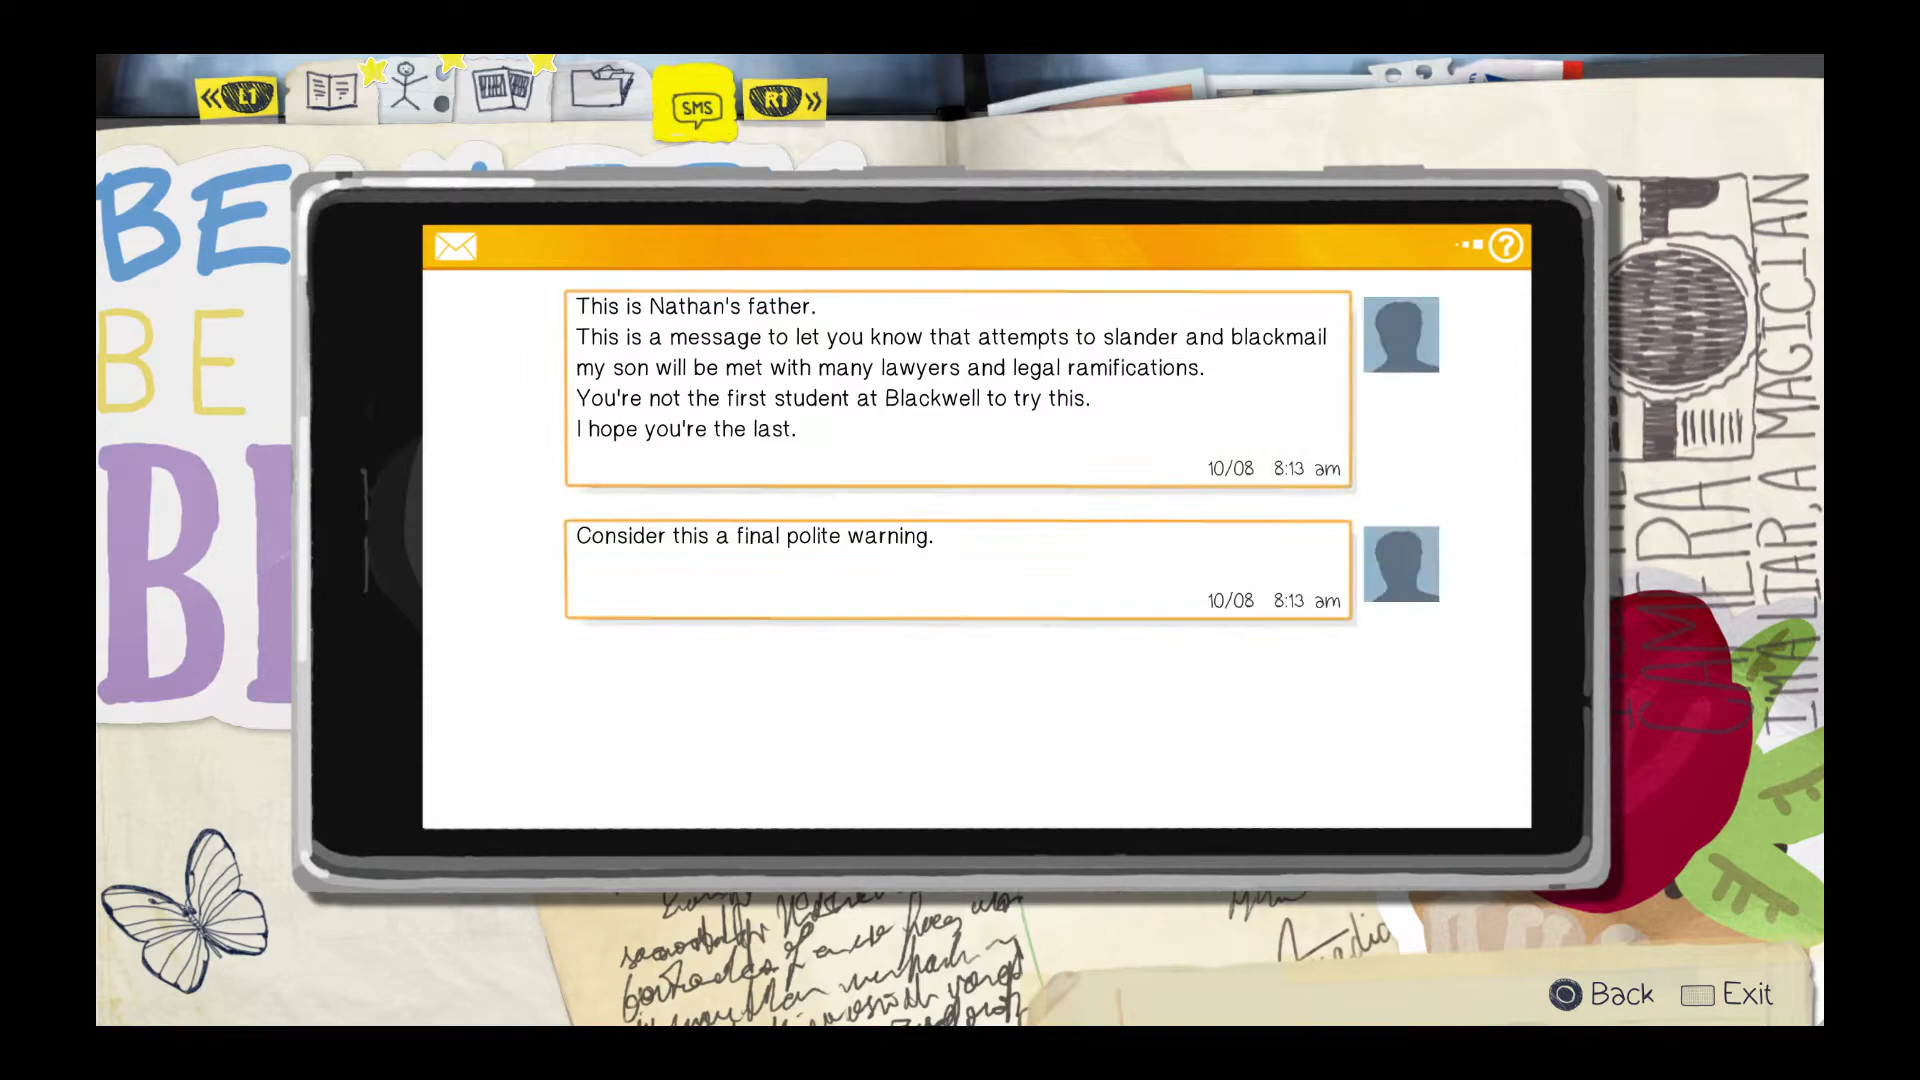 L1
SMS
R1
BE
BE
This is Nathan's father.
This is a message to let you know that attempts to slander and blackmail
my son will be met with many lawyers and legal ramifications.
You're not the first student at Blackwell to try this.
I hope you're the last.
10/08 8:13 am
Consider this a final polite warning.
10/08 8:13 am
I'M A LIAR, A MAGICIAN
Back
Exit